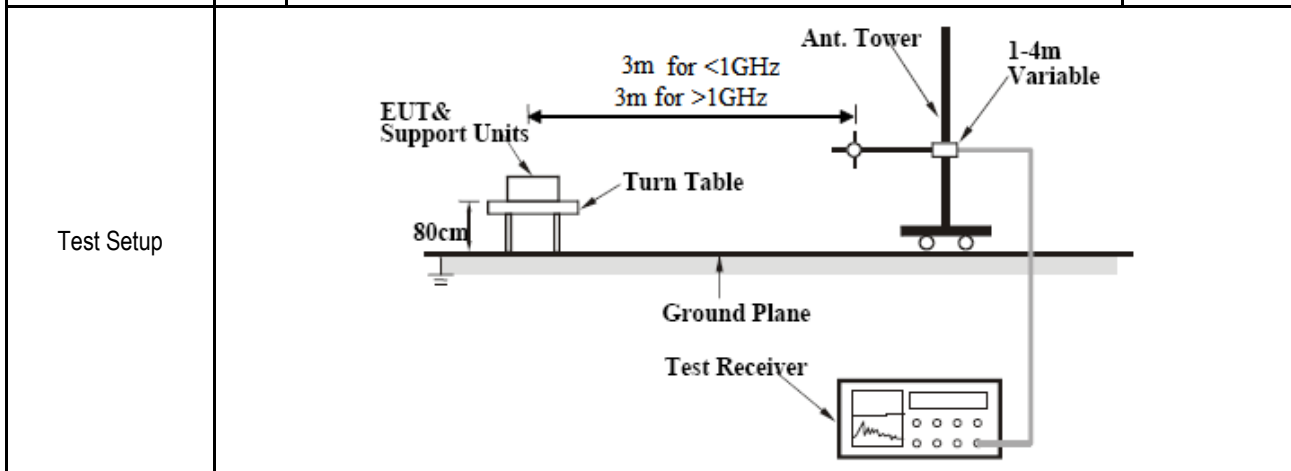 Test Setup
Ant. Tower
1-4m
Variable
3m for <1GHz
3m for >1GHz
EUT&
Support Units
Turn Table
80cm
Ground Plane
Test Receiver